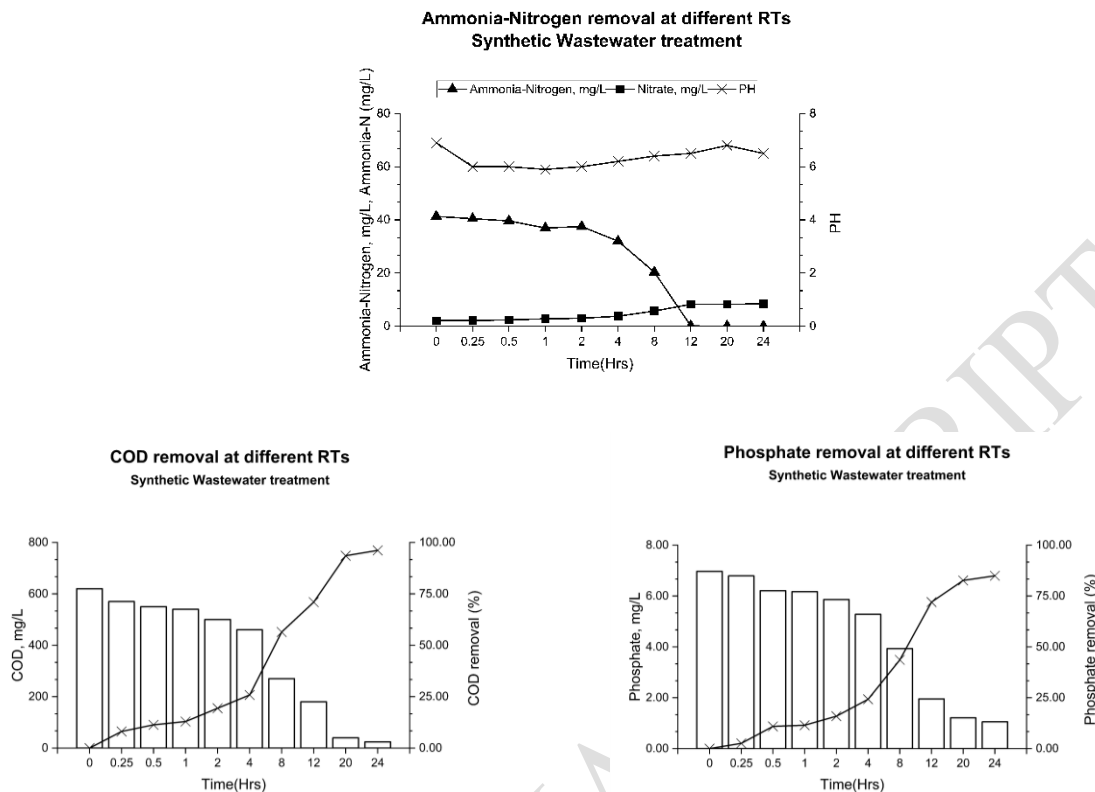 Ammonia-Nitrogen removal at different RTs
Synthetic Wastewater treatment
Ammonia-Nitrogen, mg/L Nitrate, mg/L PH
Ammonia-Nitrogen, mg/L, Ammonia-N (mg/L)
80
60
40
20
0
8
6
4
2
0
PH
0 0.25 0.5 1 2 4 8 12 20 24
Time(Hrs)
RIPT
COD removal at different RTs
Synthetic Wastewater treatment
COD, mg/L
800
600
400
200
0
100.00
75.00
50.00
25.00
0.00
COD removal (%)
0 0.25 0.5 1 2 4 8 12 20 24
Time(Hrs)
Phosphate removal at different RTs
Synthetic Wastewater treatment
Phosphate, mg/L
8.00
6.00
4.00
2.00
0.00
100.00
75.00
50.00
25.00
0.00
Phosphate removal (%)
0 0.25 0.5 1 2 4 8 12 20 24
Time(Hrs)